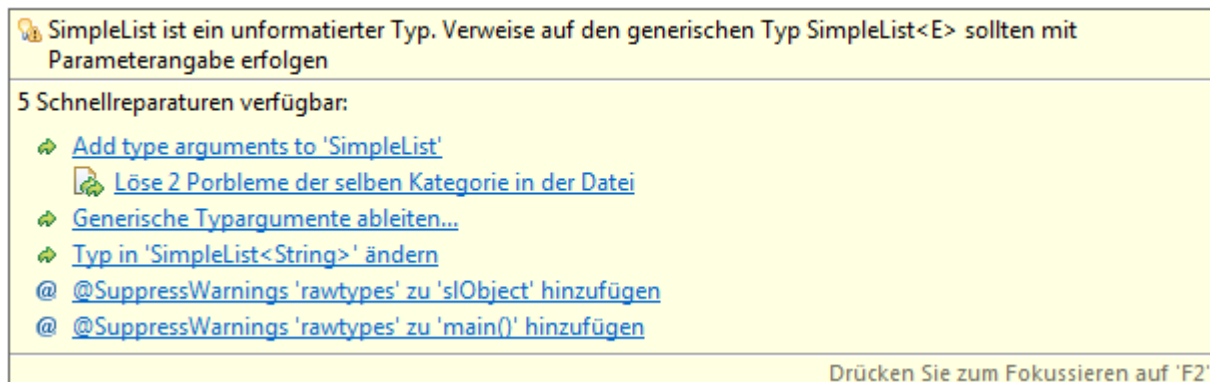 SimpleList ist ein unformatierter Typ. Verweise auf den generischen Typ SimpleList<E> sollten mit
Parameterangabe erfolgen
5 Schnellreparaturen verfügbar:
Add type arguments to 'SimpleList'
Löse 2 Porbleme der selben Kategorie in der Datei
Generische Typargumente ableiten...
Typ in 'SimpleList<String>' ändern
@ @SuppressWarnings 'rawtypes' zu 'slObject' hinzufügen
@ @SuppressWarnings 'rawtypes' zu 'main()' hinzufügen
Drücken Sie zum Fokussieren auf 'F2'